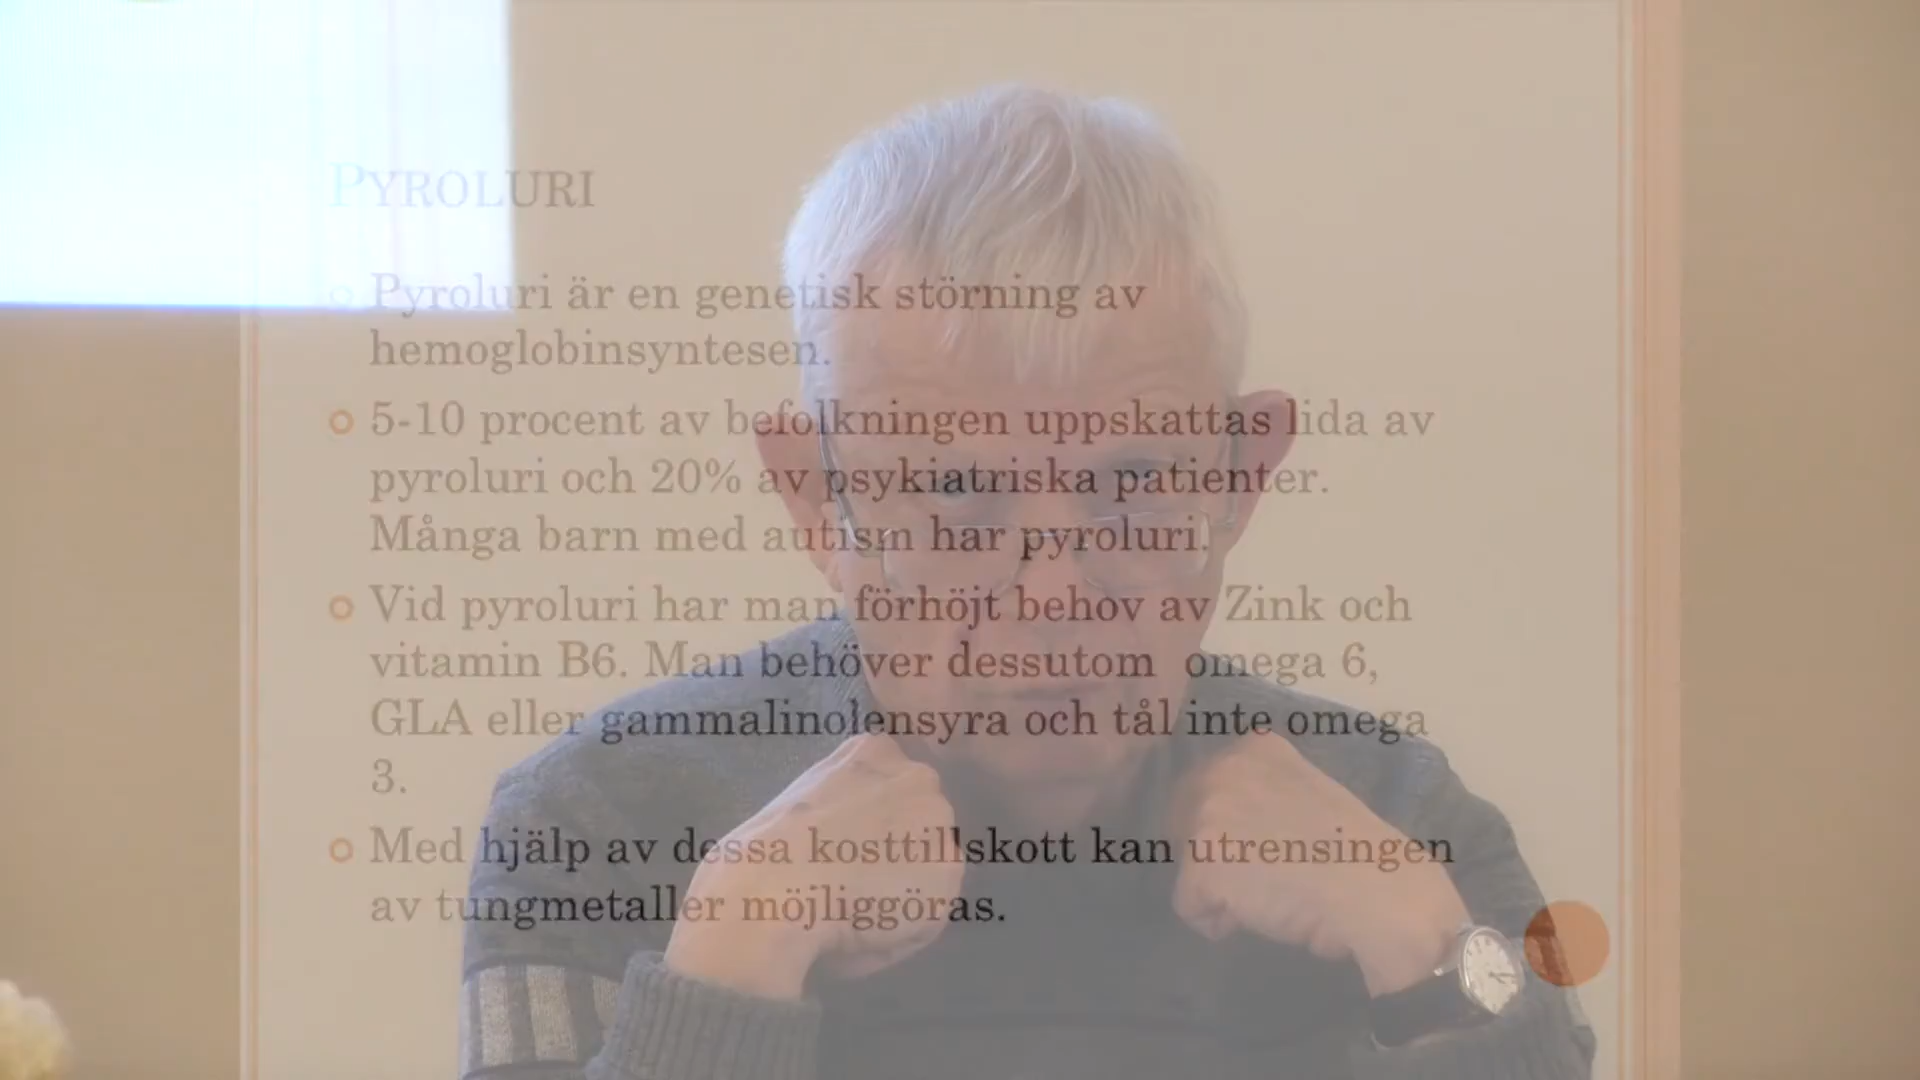 PYROLURI
Pyroluri är en genetisk störning av
hemoglobinsyntesen.
5-10 procent av befolkningen uppskattas lida av
pyroluri och 20% av psykiatriska patienter.
Många barn med autism har pyroluri.
Vid pyroluri har man förhöjt behov av Zink och
vitamin B6. Man behöver dessutom omega 6,
GLA eller gammalinolensyra och tål inte omega
3.
Med hjälp av dessa kosttillskott kan utrensingen
av tungmetaller möjliggöras.